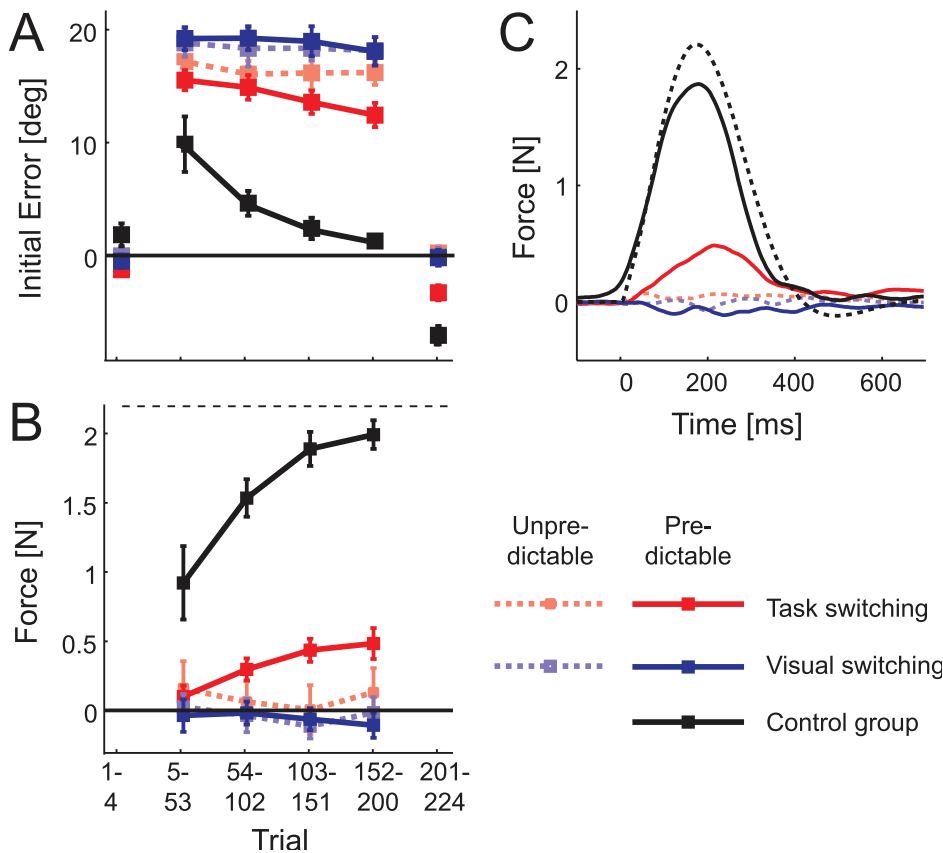 A
Initial Error [deg]
20
10
0
B
Force [N]
2
1.5
1
0.5
0
1-
4
5-
53
54-
102
103-
151
152-
200
201-
224
Trial
C
Force [N]
2
1
0
0
200
400
600
Time [ms]
Unpre-
dictable
Pre-
dictable
Task switching
Visual switching
Control group